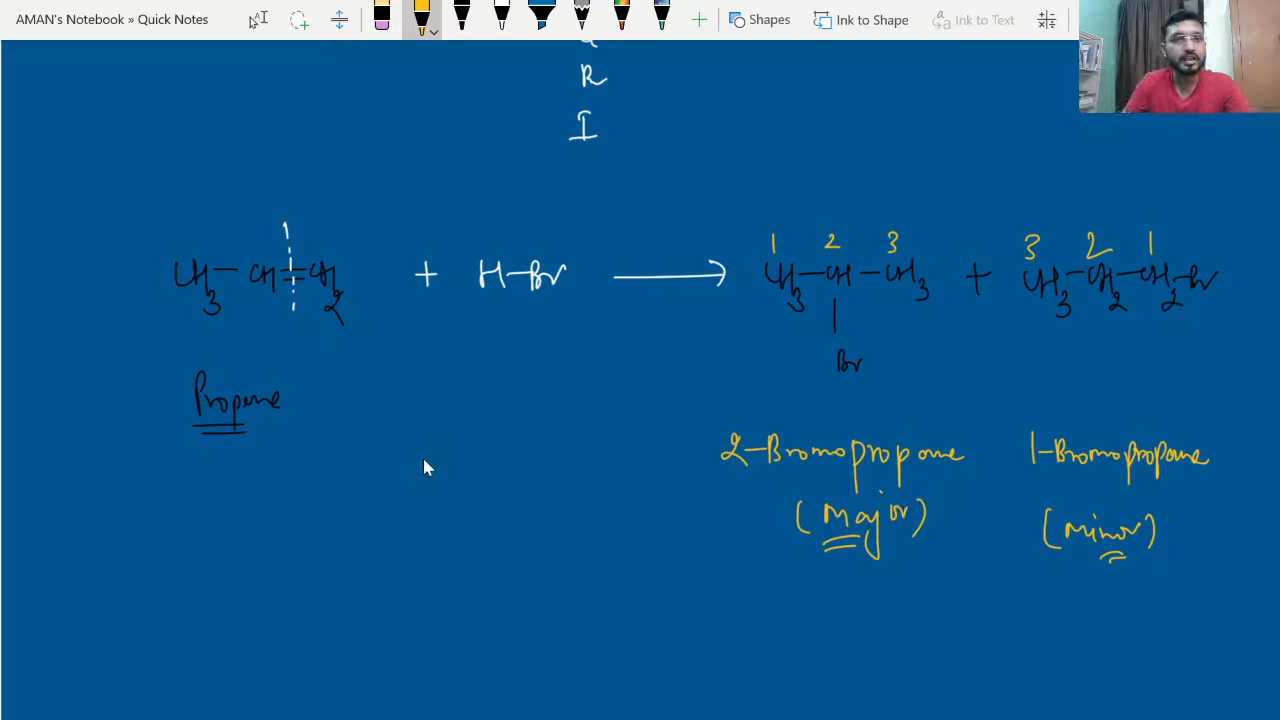 AMAN's Notebook » Quick Notes
Shapes
Ink to Shape
Ink to Text
R
I
CH3—CH=CH2 + H—Br ⟶ CH3—CH—CH3 + CH3—CH2—CH2—Br
1 2 3 3 2 1
Br
Propene
2-Bromopropane 1-Bromopropane
(Major) (Minor)